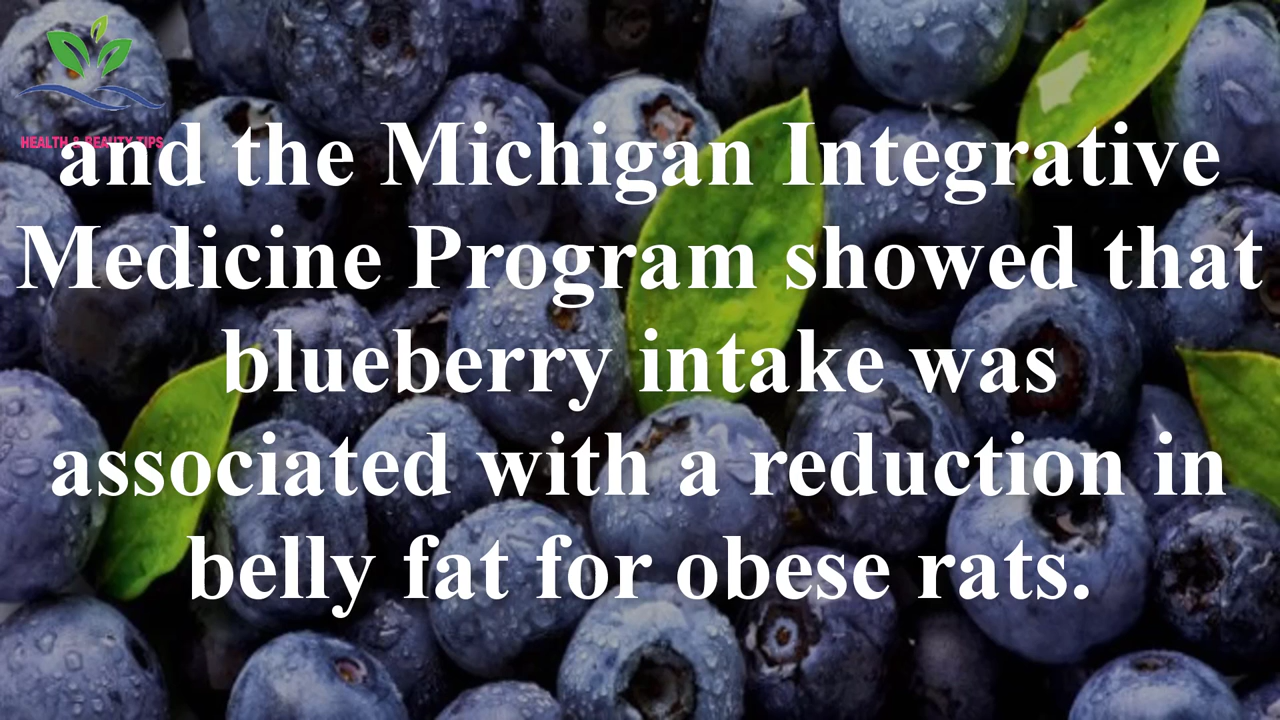 HEALTH & BEAUTY TIPS
and the Michigan Integrative
Medicine Program showed that
blueberry intake was
associated with a reduction in
belly fat for obese rats.